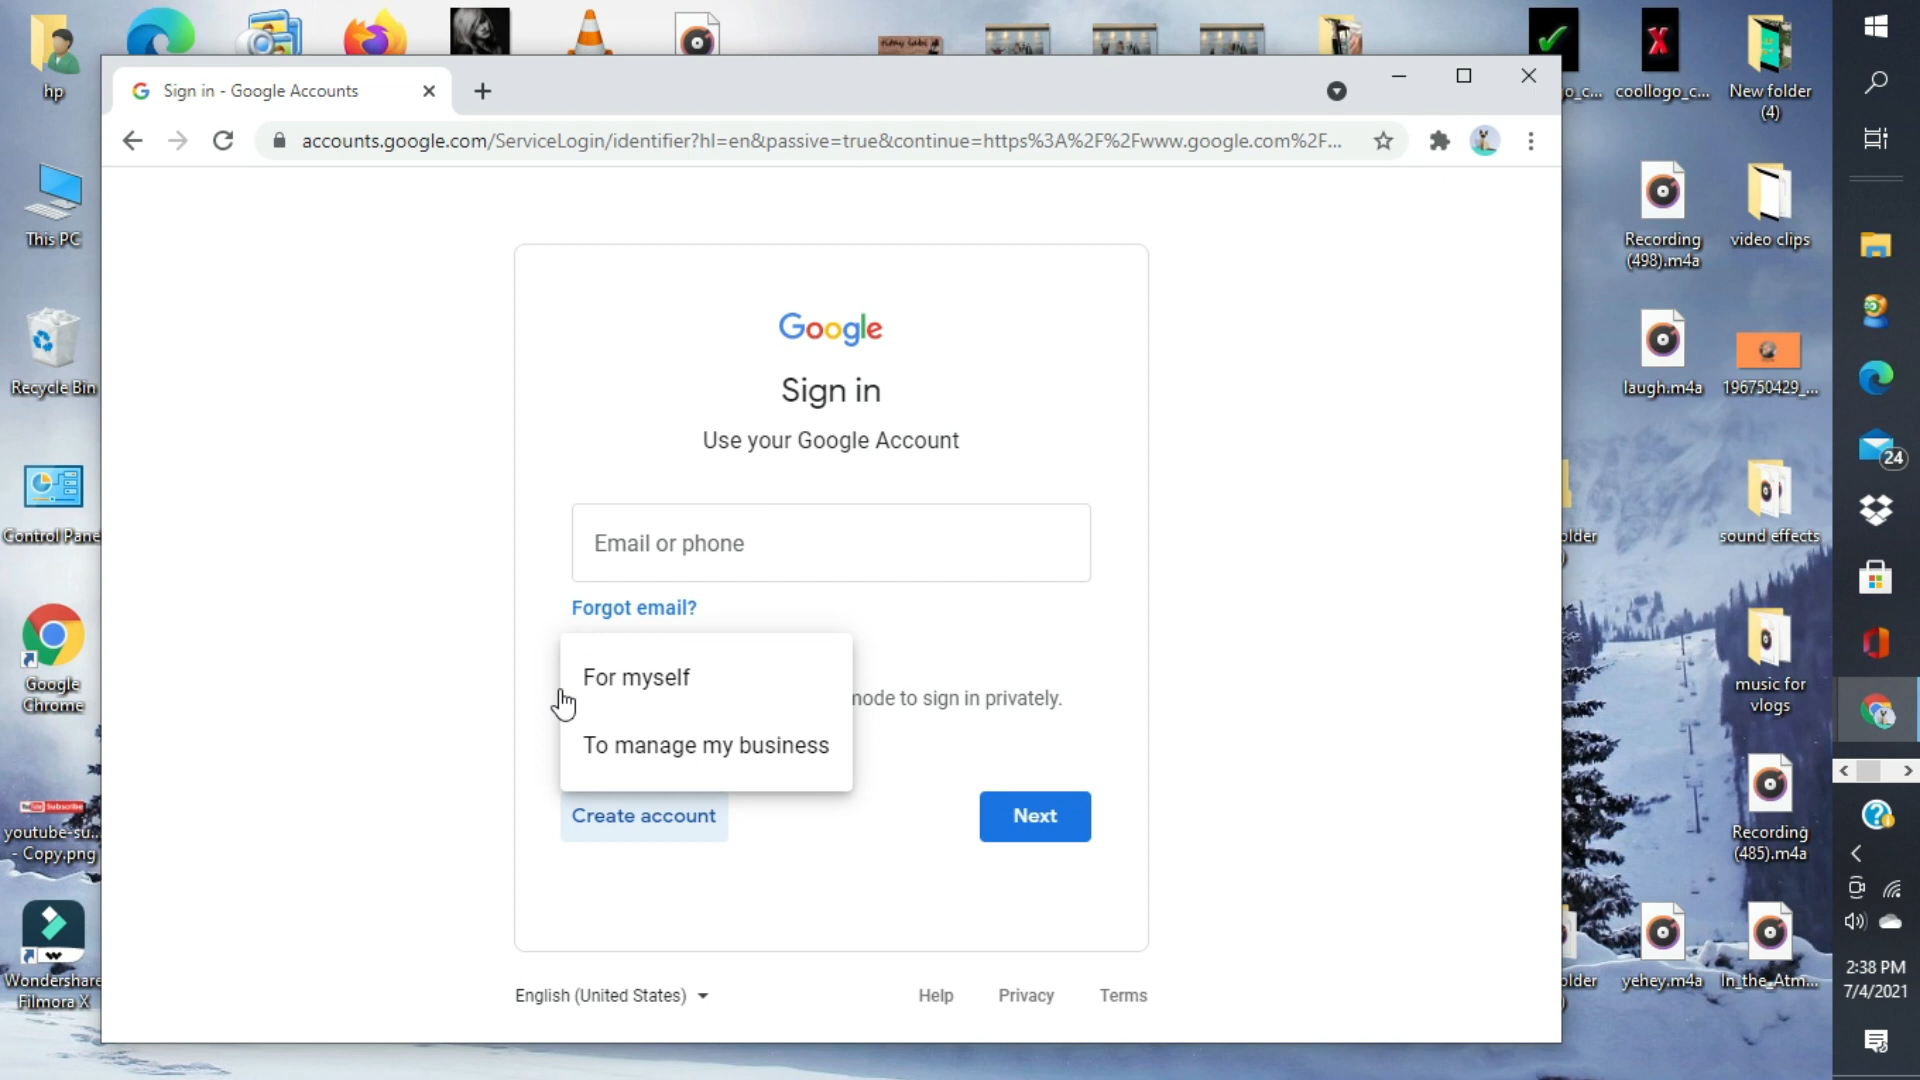 hp
This PC
Recycle Bin
Control Pane
Google
Chrome
youtube-su...
- Copy.png
Wondershare
Filmora X
Sign in - Google Accounts
accounts.google.com/ServiceLogin/identifier?hl=en&passive=true&continue=https%3A%2F%2Fwww.google.com%2F...
Google
Sign in
Use your Google Account
Email or phone
Forgot email?
For myself
mode to sign in privately.
To manage my business
Create account
Next
English (United States)
Help
Privacy
Terms
o_c...
coollogo_c...
New folder
(4)
Recording
(498).m4a
video clips
laugh.m4a
196750429_...
older
sound effects
music for
vlogs
Recording
(485).m4a
older
yehey.m4a
In_the_Atm...
24
2:38 PM
7/4/2021